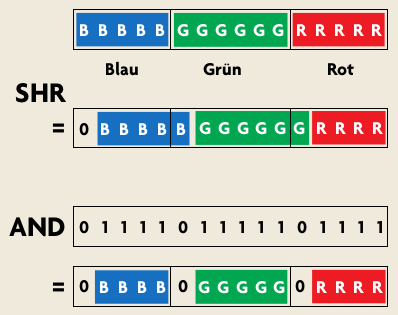 B B B B B G G G G G G R R R R R
Blau Grün Rot
SHR
= 0 B B B B B G G G G G G R R R R
AND 0 1 1 1 1 0 1 1 1 1 1 0 1 1 1 1
= 0 B B B B 0 G G G G G 0 R R R R